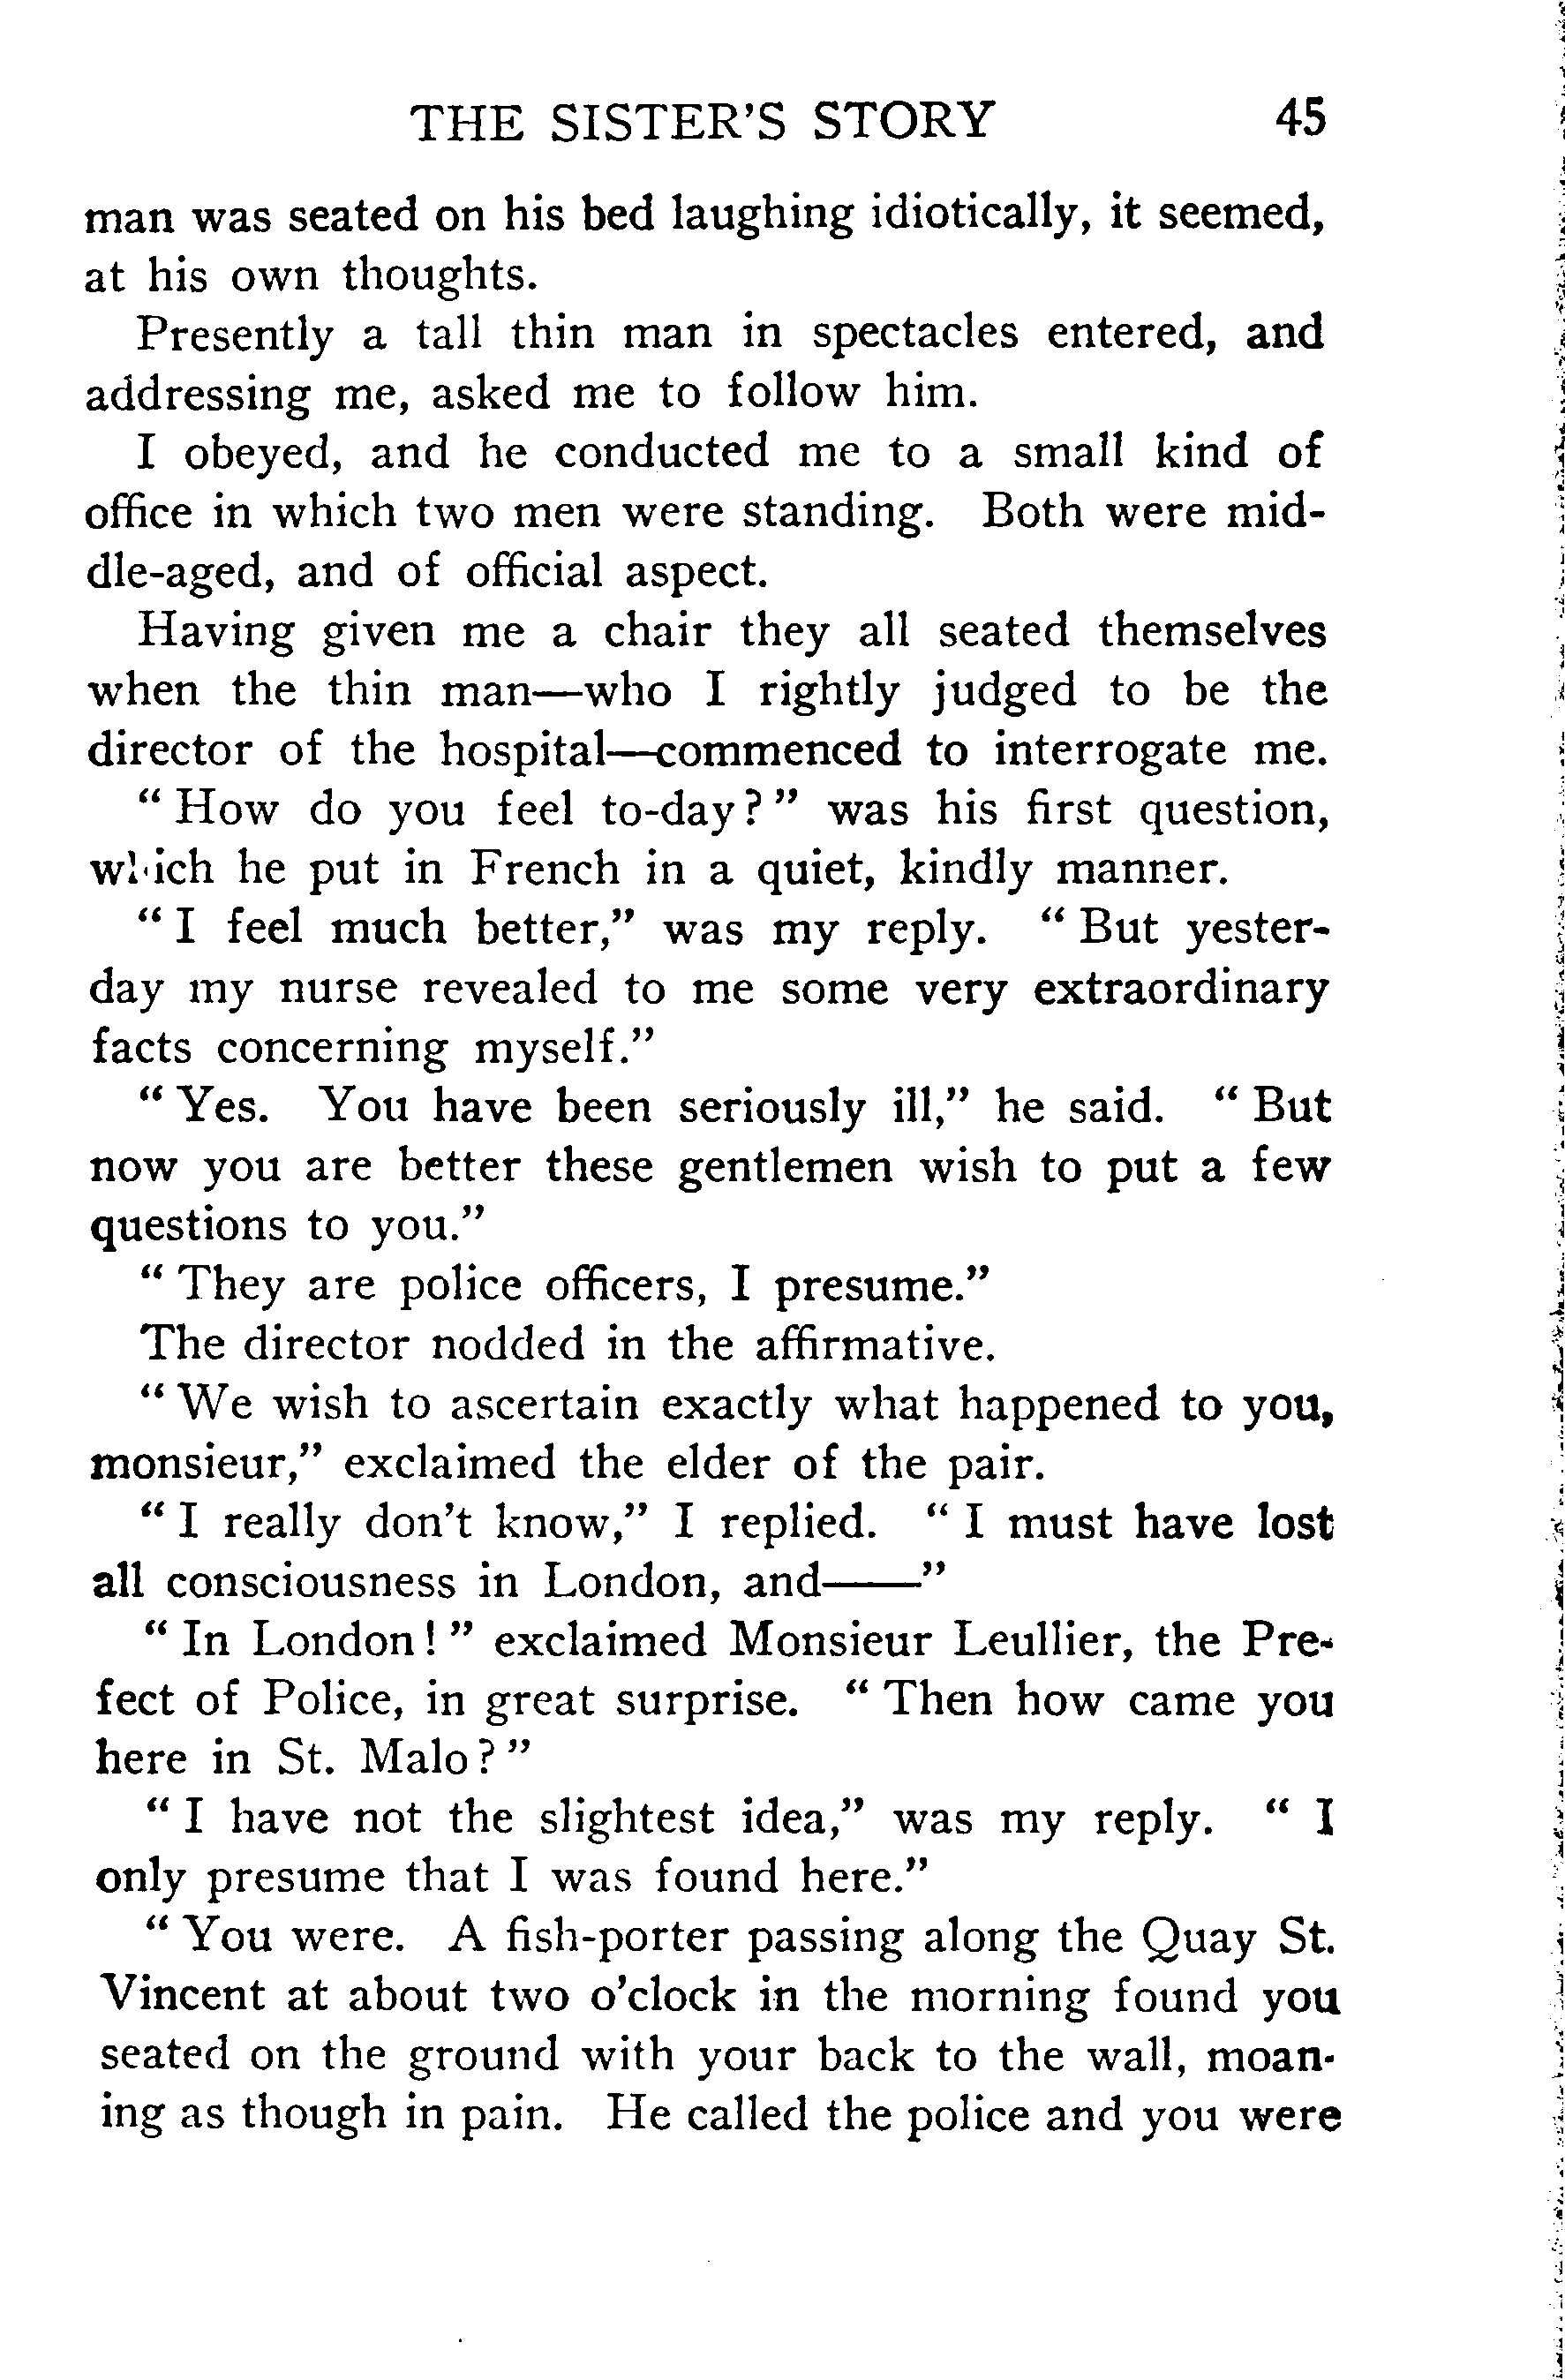 THE SISTER'S STORY 45
man was seated on his bed laughing idiotically, it seemed,
at his own thoughts.
Presently a tall thin man in spectacles entered, and
addressing me, asked me to follow him.
I obeyed, and he conducted me to a small kind of
office in which two men were standing. Both were mid-
dle-aged, and of official aspect.
Having given me a chair they all seated themselves
when the thin man—who I rightly judged to be the
director of the hospital—commenced to interrogate me.
"How do you feel to-day?" was his first question,
which he put in French in a quiet, kindly manner.
"I feel much better," was my reply. "But yester-
day my nurse revealed to me some very extraordinary
facts concerning myself."
"Yes. You have been seriously ill," he said. "But
now you are better these gentlemen wish to put a few
questions to you."
"They are police officers, I presume."
The director nodded in the affirmative.
"We wish to ascertain exactly what happened to you,
monsieur," exclaimed the elder of the pair.
"I really don't know," I replied. "I must have lost
all consciousness in London, and——"
"In London!" exclaimed Monsieur Leullier, the Pre-
fect of Police, in great surprise. "Then how came you
here in St. Malo?"
"I have not the slightest idea," was my reply. "I
only presume that I was found here."
"You were. A fish-porter passing along the Quay St.
Vincent at about two o'clock in the morning found you
seated on the ground with your back to the wall, moan-
ing as though in pain. He called the police and you were